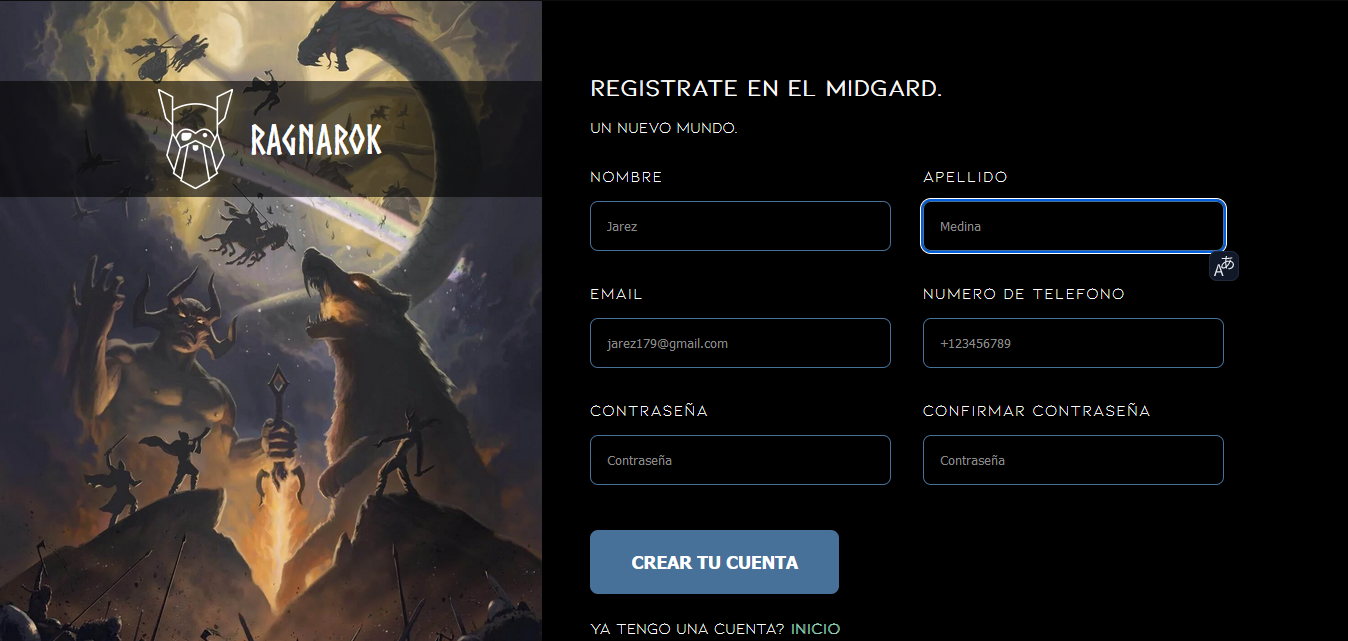 RAGNAROK
REGISTRATE EN EL MIDGARD.
UN NUEVO MUNDO.
NOMBRE
APELLIDO
Jarez
Medina
EMAIL
NUMERO DE TELEFONO
jarez179@gmail.com
+123456789
CONTRASEÑA
CONFIRMAR CONTRASEÑA
Contraseña
Contraseña
CREAR TU CUENTA
YA TENGO UNA CUENTA? INICIO